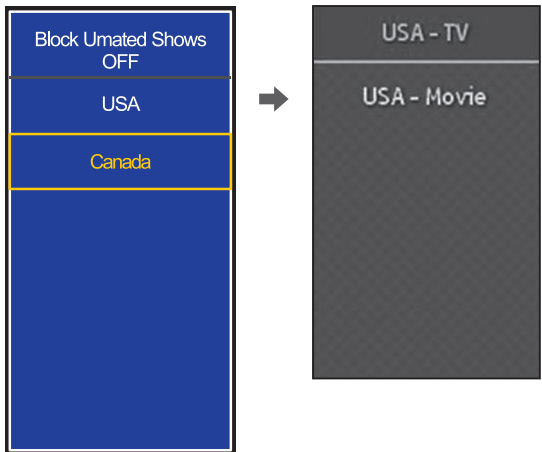 Block Umated Shows
OFF
USA
Canada
USA - TV
USA - Movie